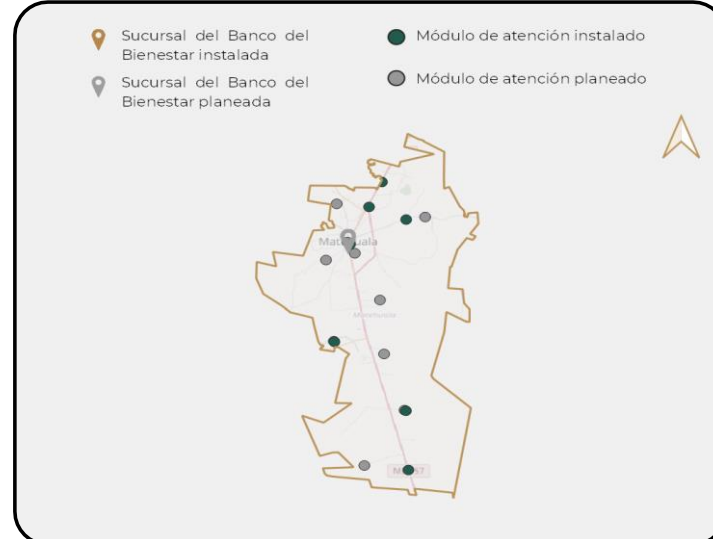 Sucursal del Banco del
Bienestar instalada
Sucursal del Banco del
Bienestar planeada
Módulo de atención instalado
Módulo de atención planeado
Matehuala